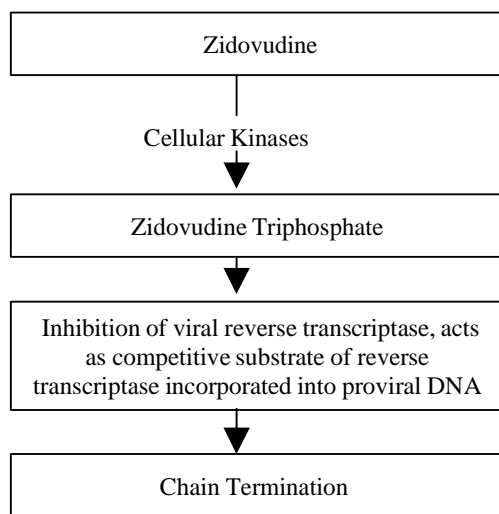 Zidovudine
Cellular Kinases
Zidovudine Triphosphate
Inhibition of viral reverse transcriptase, acts
as competitive substrate of reverse
transcriptase incorporated into proviral DNA
Chain Termination